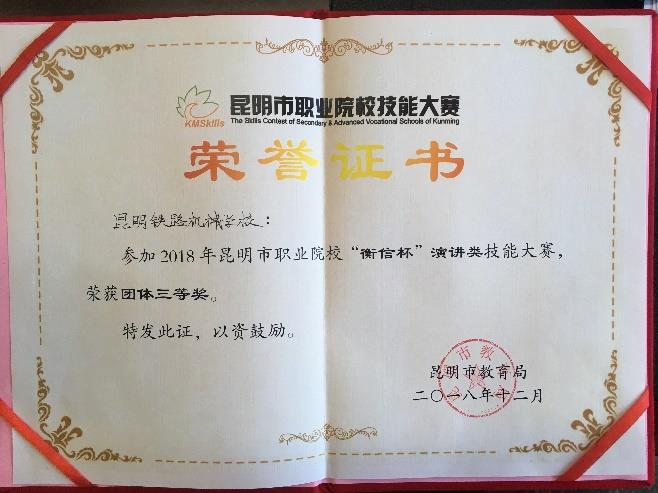 KMSkills
昆明市职业院校技能大赛
The Skills Contest of Secondary & Advanced Vocational Schools of Kunming
荣誉证书
昆明铁路机械学校：
参加2018年昆明市职业院校“衡信杯”演讲类技能大赛，
荣获团体三等奖。
特发此证，以资鼓励。
昆明市教育局
二〇一八年十二月